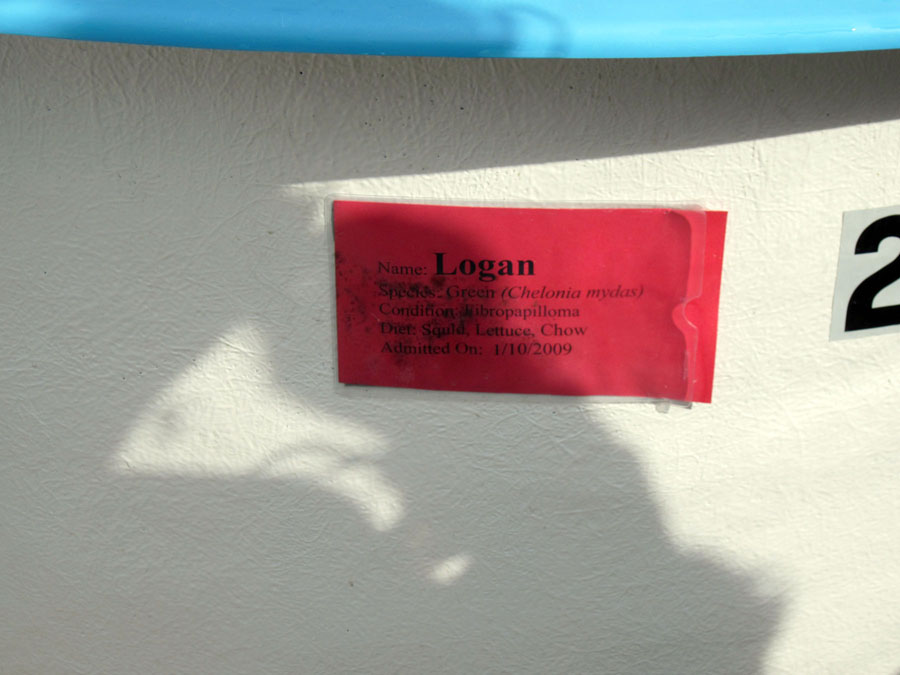 Name: Logan
Species: Green (Chelonia mydas)
Condition: Fibropapilloma
Diet: Squid, Lettuce, Chow
Admitted On: 1/10/2009
2